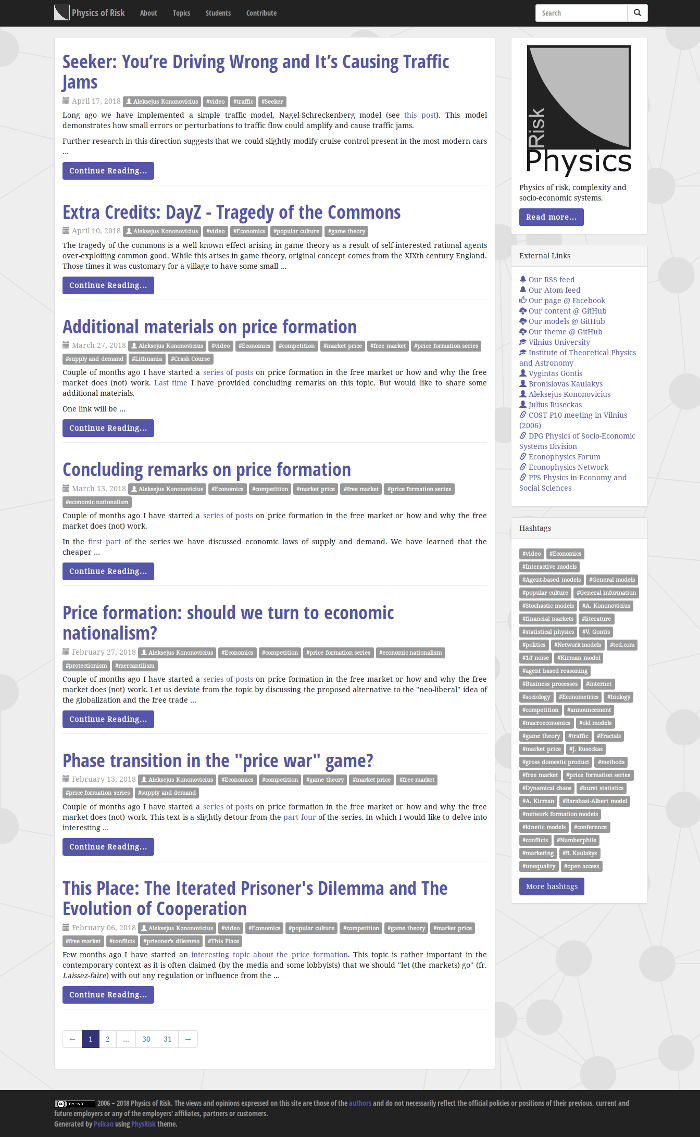 Physics of Risk About Topics Students Contribute Search
Seeker: You're Driving Wrong and It's Causing Traffic
Jams
April 17, 2018 Aleksejus Kononovicius #video #traffic #Seeker
Long ago we have implemented a simple traffic model, Nagel-Schreckenberg model (see this post). This model
demonstrates how small errors or perturbations to traffic flow could amplify and cause traffic jams.
Further research in this direction suggests that we could slightly modify cruise control present in the most modern cars
...
Continue Reading...
Extra Credits: DayZ - Tragedy of the Commons
April 10, 2018 Aleksejus Kononovicius #video #Economics #popular culture #game theory
The tragedy of the commons is a well known effect arising in game theory as a result of self-interested rational agents
over-exploiting common good. While this arises in game theory, original concept comes from the XIXth century England.
Those times it was customary for a village to have some small ...
Continue Reading...
Additional materials on price formation
March 27, 2018 Aleksejus Kononovicius #video #Economics #competition #market price #free market #price formation series
#supply and demand #Lithuania #Crash Course
Couple of months ago I have started a series of posts on price formation in the free market or how and why the free
market does (not) work. Last time I have provided concluding remarks on this topic. But would like to share some
additional materials.
One link will be ...
Continue Reading...
Concluding remarks on price formation
March 13, 2018 Aleksejus Kononovicius #Economics #competition #market price #free market #price formation series
#economic nationalism
Couple of months ago I have started a series of posts on price formation in the free market or how and why the free
market does (not) work.
In the first part of the series we have discussed economic laws of supply and demand. We have learned that the
cheaper ...
Continue Reading...
Price formation: should we turn to economic
nationalism?
February 27, 2018 Aleksejus Kononovicius #Economics #competition #price formation series #economic nationalism
#protectionism #mercantilism
Couple of months ago I have started a series of posts on price formation in the free market or how and why the free
market does (not) work. Let us deviate from the topic by discussing the proposed alternative to the "neo-liberal" idea of
the globalization and the free trade ...
Continue Reading...
Phase transition in the "price war" game?
February 13, 2018 Aleksejus Kononovicius #Economics #competition #game theory #market price #free market
#price formation series #supply and demand
Couple of months ago I have started a series of posts on price formation in the free market or how and why the free
market does (not) work. This text is a slightly detour from the part four of the series. In which I would like to delve into
interesting ...
Continue Reading...
This Place: The Iterated Prisoner's Dilemma and The
Evolution of Cooperation
February 06, 2018 Aleksejus Kononovicius #video #Economics #popular culture #competition #game theory #market price
#free market #conflicts #prisoner's dilemma #This Place
Few months ago I have started an interesting topic about the price formation. This topic is rather important in the
contemporary context as it is often claimed (by the media and some lobbyists) that we should "let (the markets) go" (fr.
Laissez-faire) with out any regulation or influence from the ...
Continue Reading...
← 1 2 ... 30 31 →
Risk
Physics
Physics of risk, complexity and
socio-economic systems.
Read more...
External Links
Our RSS feed
Our Atom feed
Our page @ Facebook
Our content @ GitHub
Our models @ GitHub
Our theme @ GitHub
Vilnius University
Institute of Theoretical Physics
and Astronomy
Vygintas Gontis
Bronislovas Kaulakys
Aleksejus Kononovicius
Julius Ruseckas
COST P10 meeting in Vilnius
(2006)
DPG Physics of Socio-Economic
Systems Division
Econophysics Forum
Econophysics Network
PPS Physics in Economy and
Social Sciences
Hashtags
#video #Economics
#Interactive models
#Agent-based models #General models
#popular culture #General information
#Stochastic models #A. Kononovicius
#financial markets #literature
#statistical physics #V. Gontis
#politics #Network models #ted.com
#1/f noise #Kirman model
#agent based reasoning
#Business processes #internet
#sociology #Econometrics #biology
#competition #announcement
#macroeconomics #old models
#game theory #traffic #Fractals
#market price #J. Ruseckas
#gross domestic product #methods
#free market #price formation series
#Dynamical chaos #burst statistics
#A. Kirman #Barabasi-Albert model
#network formation models
#kinetic models #conference
#conflicts #Numberphile
#marketing #B. Kaulakys
#unequality #open access
More hashtags
2006 – 2018 Physics of Risk. The views and opinions expressed on this site are those of the authors and do not necessarily reflect the official policies or positions of their previous, current and
future employers or any of the employers' affiliates, partners or customers.
Generated by Pelikan using PhysRisk theme.